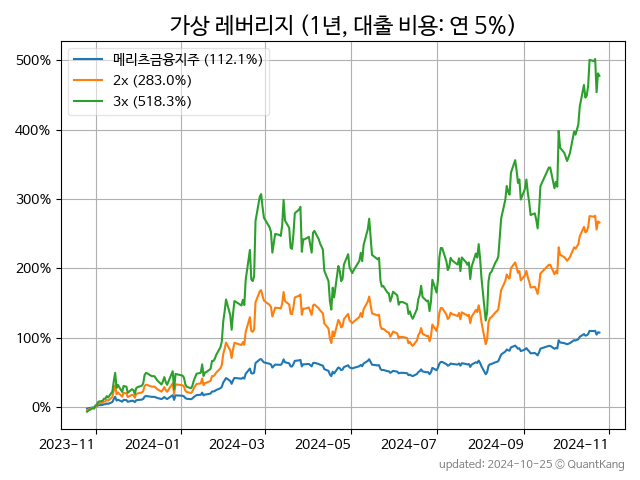 가상 레버리지 (1년, 대출 비용: 연 5%)
메리츠금융지주 (112.1%)
2x (283.0%)
3x (518.3%)
500%
400%
300%
200%
100%
0%
2023-11 2024-01 2024-03 2024-05 2024-07 2024-09 2024-11
updated: 2024-10-25 © QuantKang